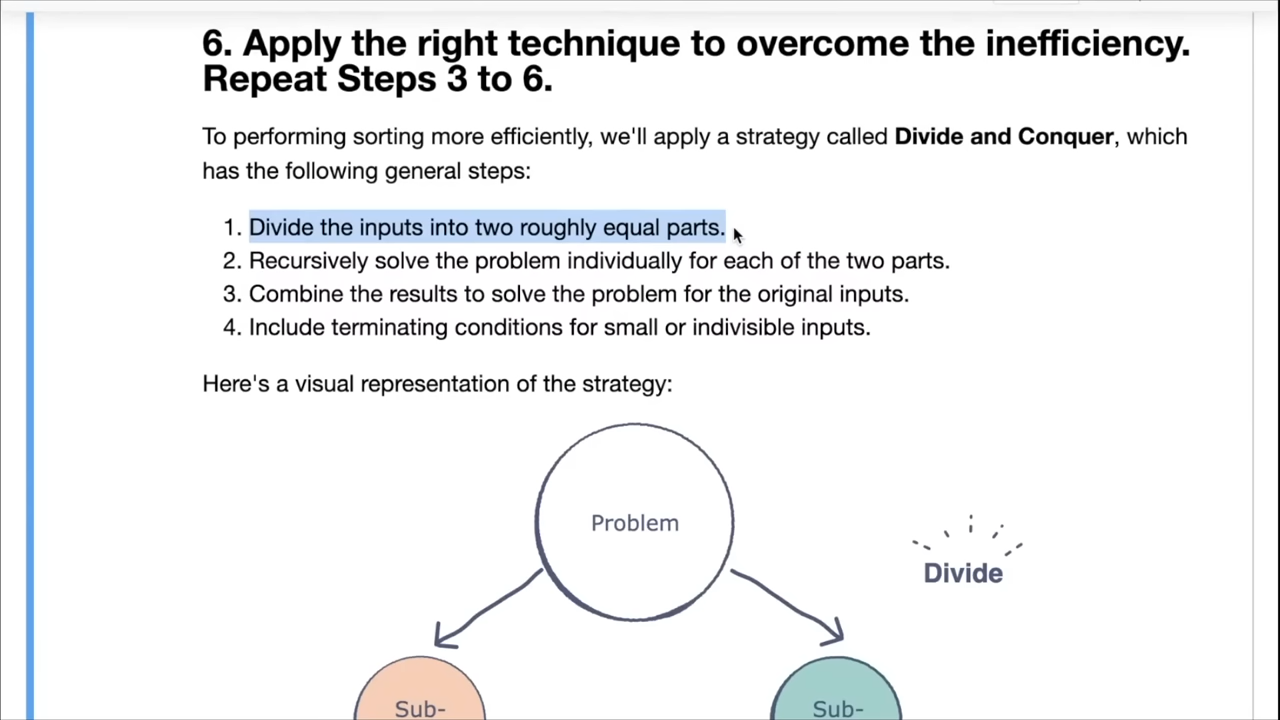 6. Apply the right technique to overcome the inefficiency.
Repeat Steps 3 to 6.
To performing sorting more efficiently, we'll apply a strategy called Divide and Conquer, which
has the following general steps:
1. Divide the inputs into two roughly equal parts.
2. Recursively solve the problem individually for each of the two parts.
3. Combine the results to solve the problem for the original inputs.
4. Include terminating conditions for small or indivisible inputs.
Here's a visual representation of the strategy:
Problem
Divide
Sub-
Sub-